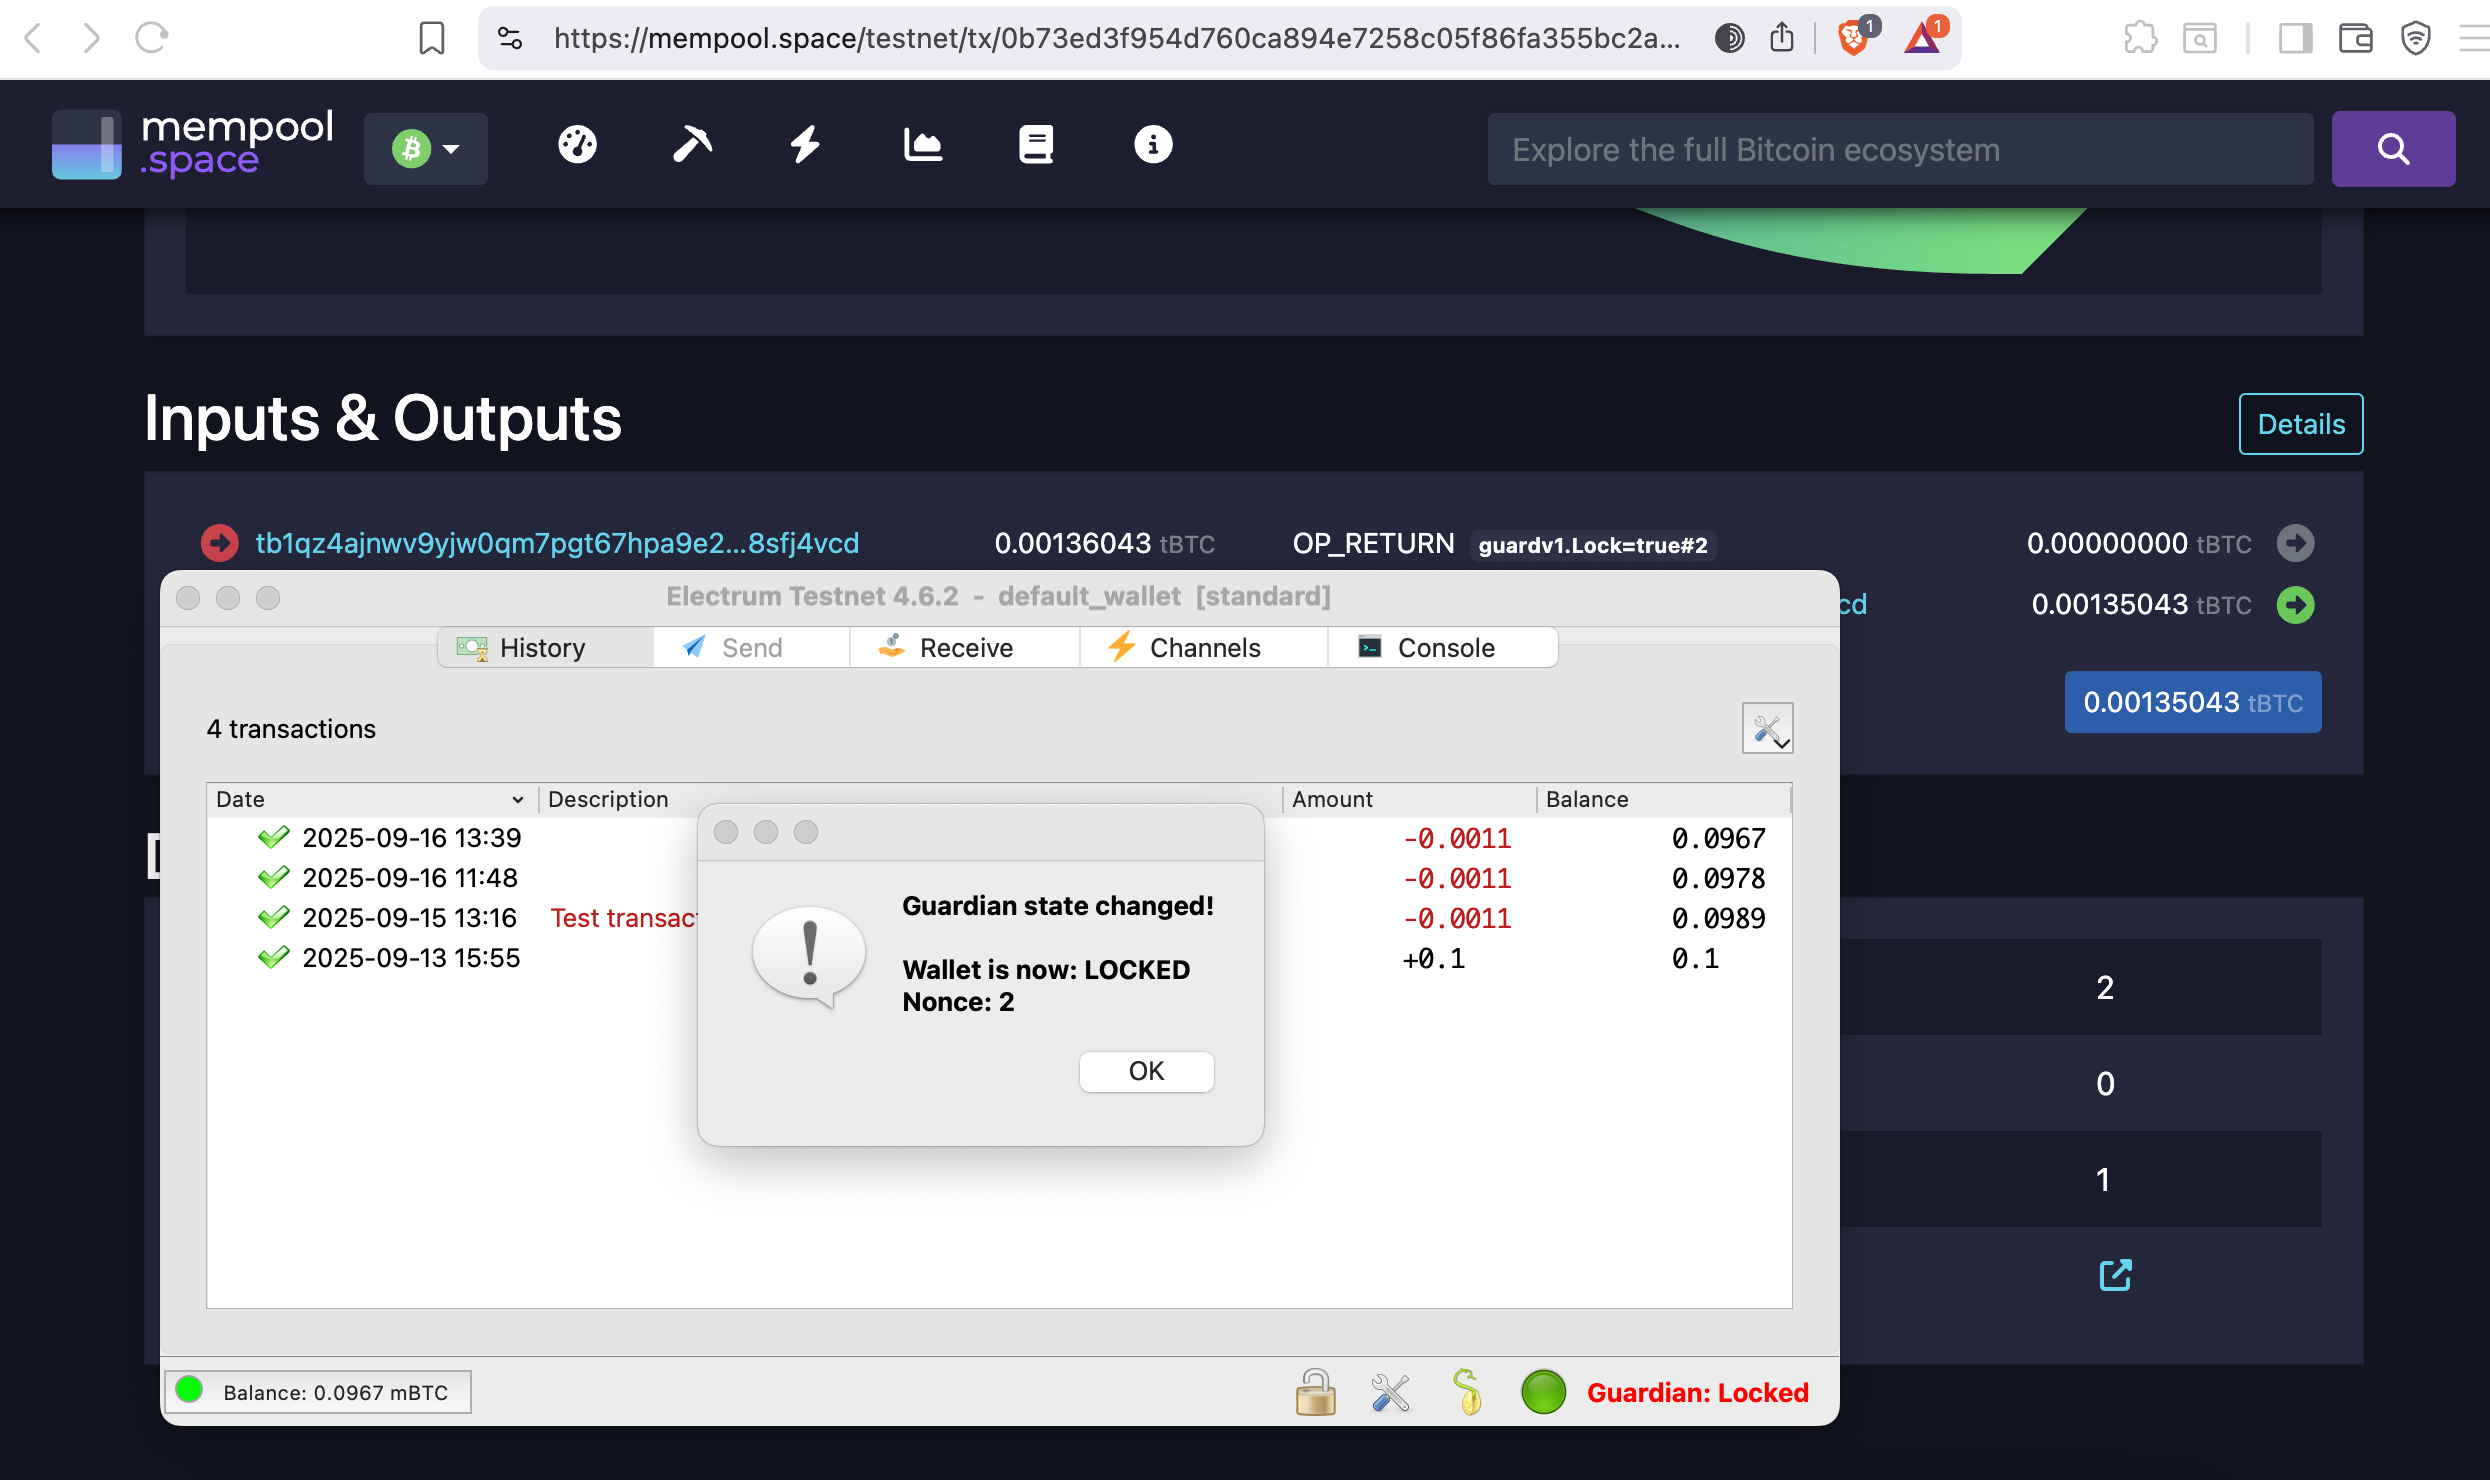 https://mempool.space/testnet/tx/0b73ed3f954d760ca894e7258c05f86fa355bc2a...
1
1
mempool
.space
Explore the full Bitcoin ecosystem
Inputs & Outputs
Details
tb1qz4ajnwv9yjw0qm7pgt67hpa9e2...8sfj4vcd 0.00136043 tBTC OP_RETURN guardv1.Lock=true#2 0.00000000 tBTC
cd 0.00135043 tBTC
0.00135043 tBTC
Electrum Testnet 4.6.2 - default_wallet [standard]
History Send Receive Channels Console
4 transactions
Date Description Amount Balance
2025-09-16 13:39 -0.0011 0.0967
2025-09-16 11:48 -0.0011 0.0978
2025-09-15 13:16 Test transac -0.0011 0.0989
2025-09-13 15:55 +0.1 0.1
Guardian state changed!
Wallet is now: LOCKED
Nonce: 2
OK
2
0
1
Balance: 0.0967 mBTC
Guardian: Locked